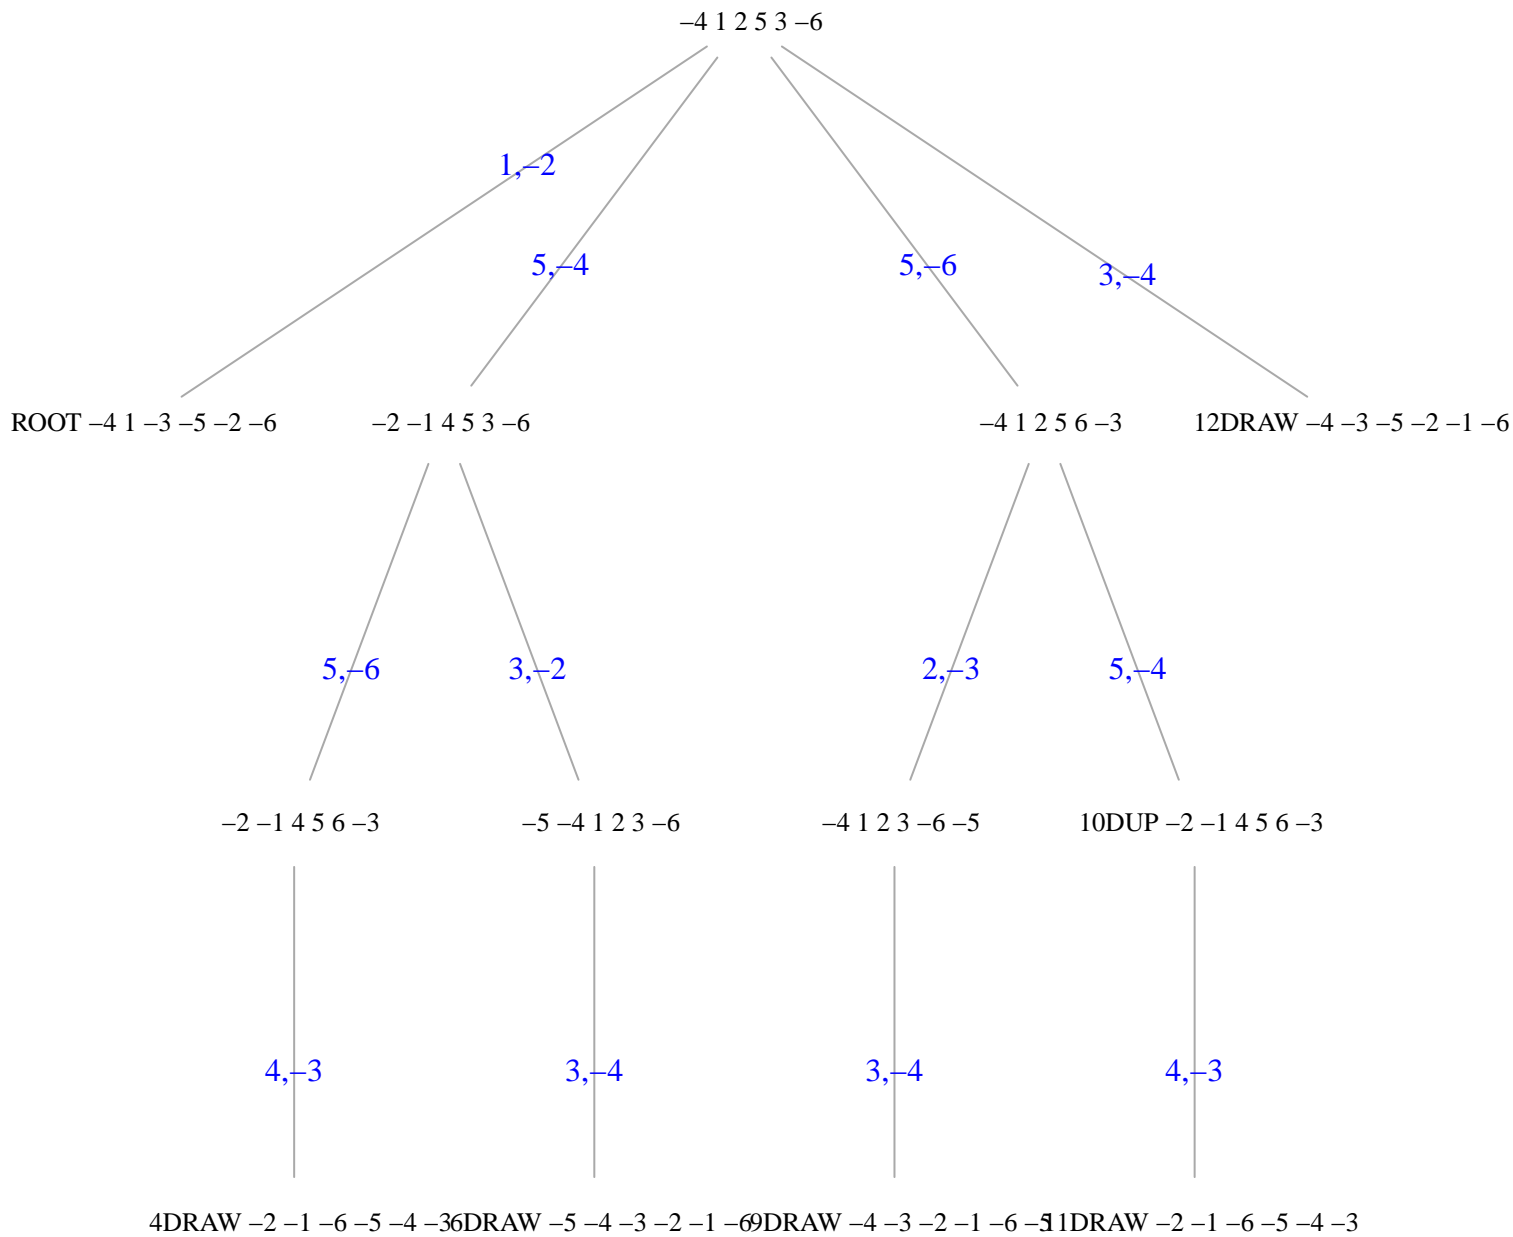 –4 1 2 5 3 –6
1,–2
5,–4
5,–6
3,–4
ROOT –4 1 –3 –5 –2 –6
–2 –1 4 5 3 –6
–4 1 2 5 6 –3
12DRAW –4 –3 –5 –2 –1 –6
5,–6
3,–2
2,–3
5,–4
–2 –1 4 5 6 –3
–5 –4 1 2 3 –6
–4 1 2 3 –6 –5
10DUP –2 –1 4 5 6 –3
4,–3
3,–4
3,–4
4,–3
4DRAW –2 –1 –6 –5 –4 –3
6DRAW –5 –4 –3 –2 –1 –6
9DRAW –4 –3 –2 –1 –6 –5
11DRAW –2 –1 –6 –5 –4 –3